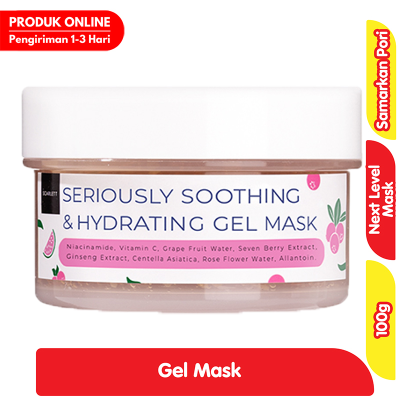 PRODUK ONLINE
Pengiriman 1-3 Hari
SCARLETT
SERIOUSLY SOOTHING
& HYDRATING GEL MASK
Niacinamide, Vitamin C, Grape Fruit Water, Seven Berry Extract,
Ginseng Extract, Centella Asiatica, Rose Flower Water, Allantoin.
Samarkan Pori
Next Level
Mask
100g
Gel Mask